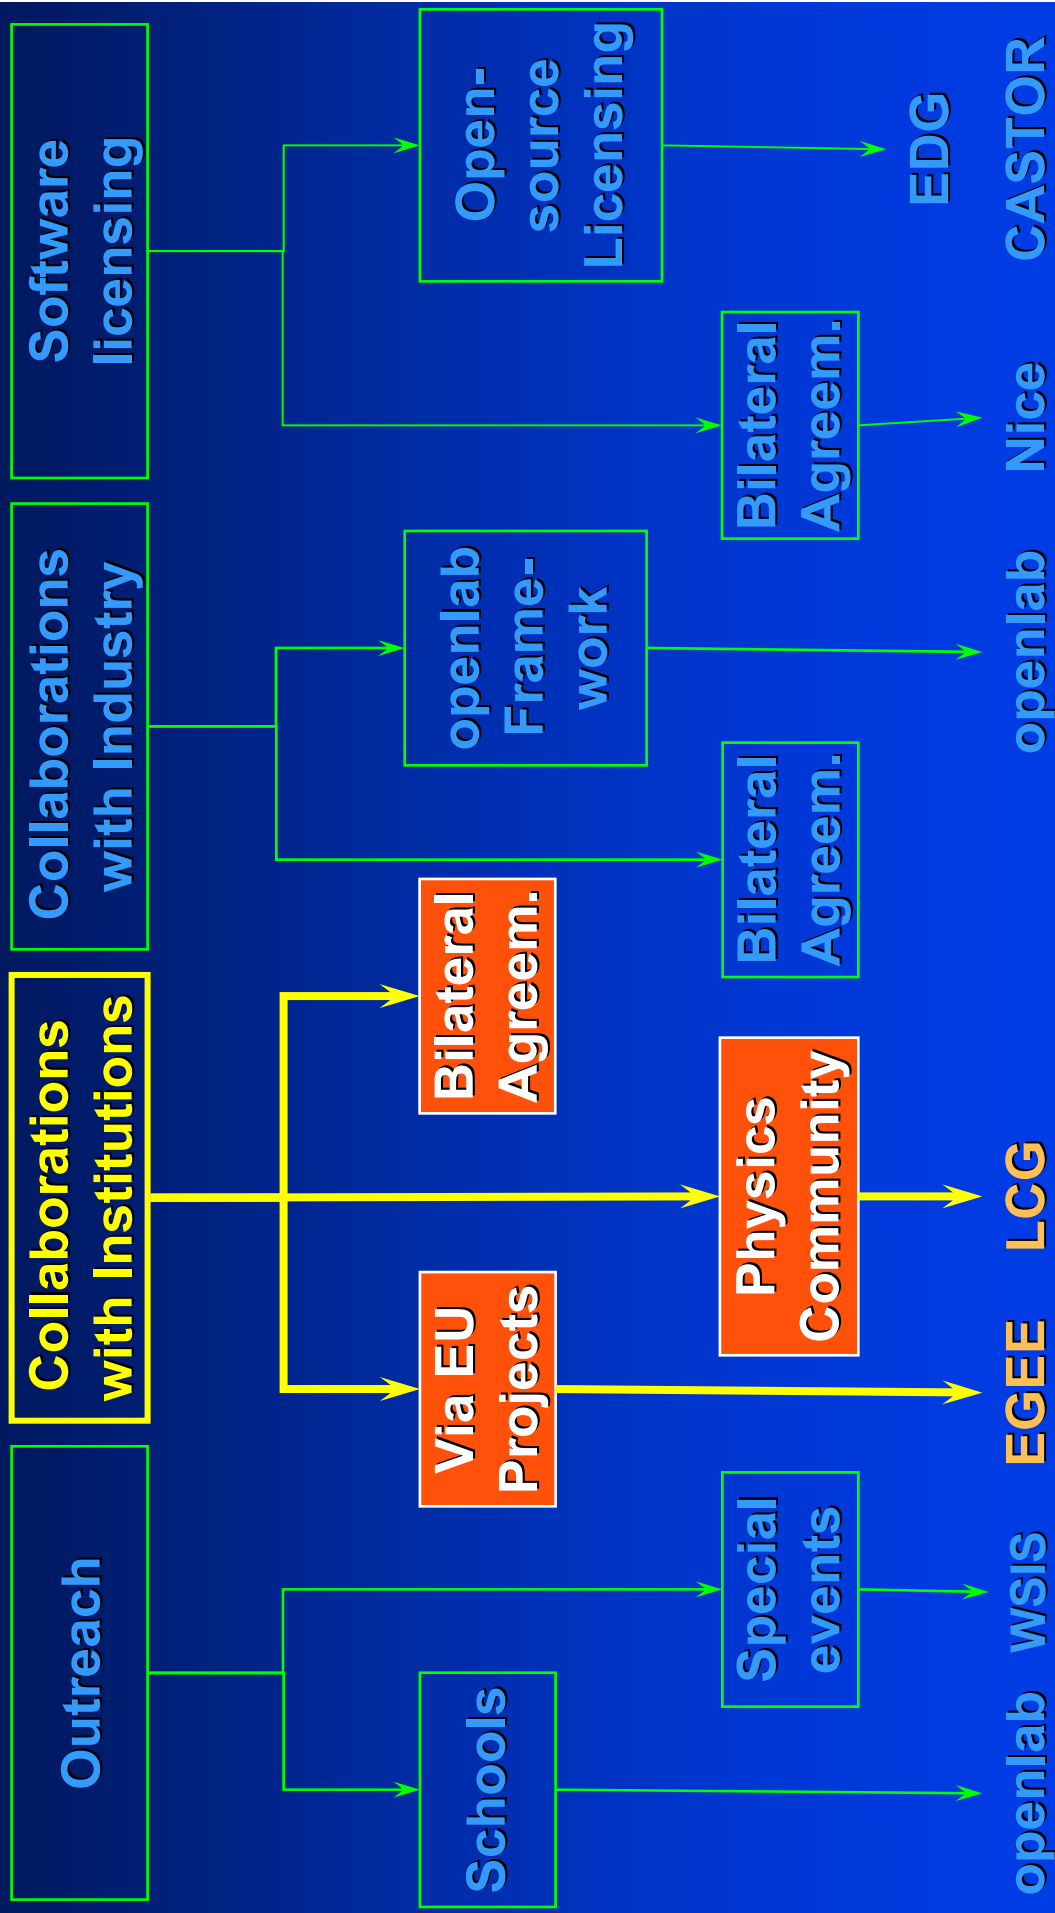 Outreach
Collaborations
with Institutions
Collaborations
with Industry
Software
licensing
Schools
Via EU
Projects
Bilateral
Agreem.
openlab
Frame-
work
Open-
source
Licensing
Special
events
Physics
Community
Bilateral
Agreem.
Bilateral
Agreem.
EDG
openlab
WSIS
EGEE
LCG
openlab
Nice
CASTOR